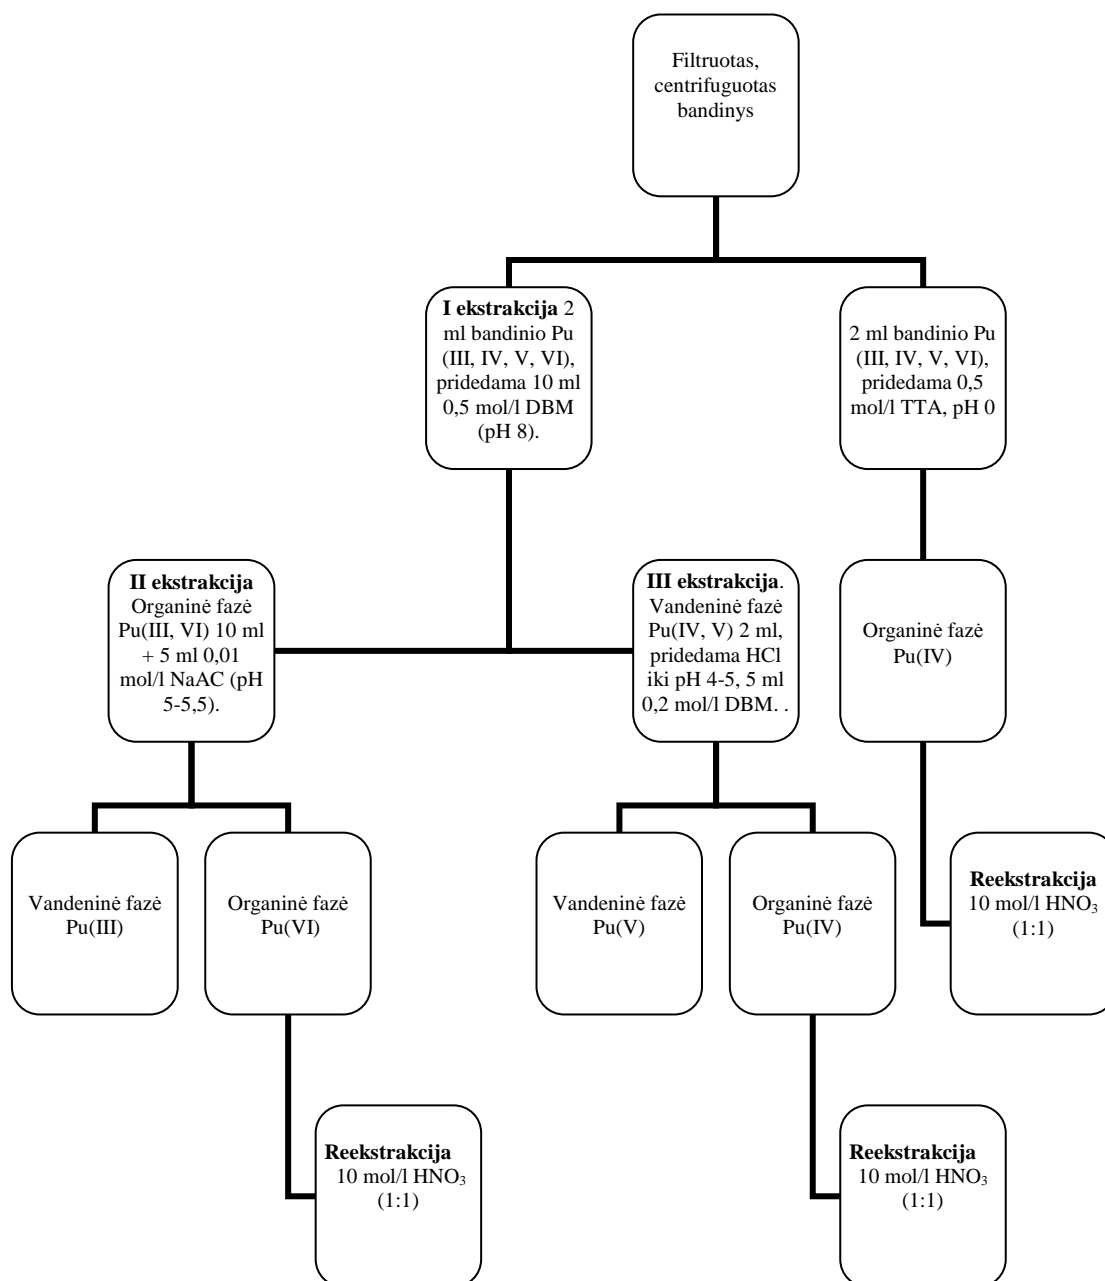 Filtruotas,
centrifuguotas
bandinys
I ekstrakcija 2
ml bandinio Pu
(III, IV, V, VI),
pridedama 10 ml
0,5 mol/l DBM
(pH 8).
2 ml bandinio Pu
(III, IV, V, VI),
pridedama 0,5
mol/l TTA, pH 0
II ekstrakcija
Organinė fazė
Pu(III, VI) 10 ml
+ 5 ml 0,01
mol/l NaAC (pH
5-5,5).
III ekstrakcija.
Vandeninė fazė
Pu(IV, V) 2 ml,
pridedama HCl
iki pH 4-5, 5 ml
0,2 mol/l DBM. .
Organinė fazė
Pu(IV)
Vandeninė fazė
Pu(III)
Organinė fazė
Pu(VI)
Vandeninė fazė
Pu(V)
Organinė fazė
Pu(IV)
Reekstrakcija
10 mol/l HNO₃
(1:1)
Reekstrakcija
10 mol/l HNO₃
(1:1)
Reekstrakcija
10 mol/l HNO₃
(1:1)